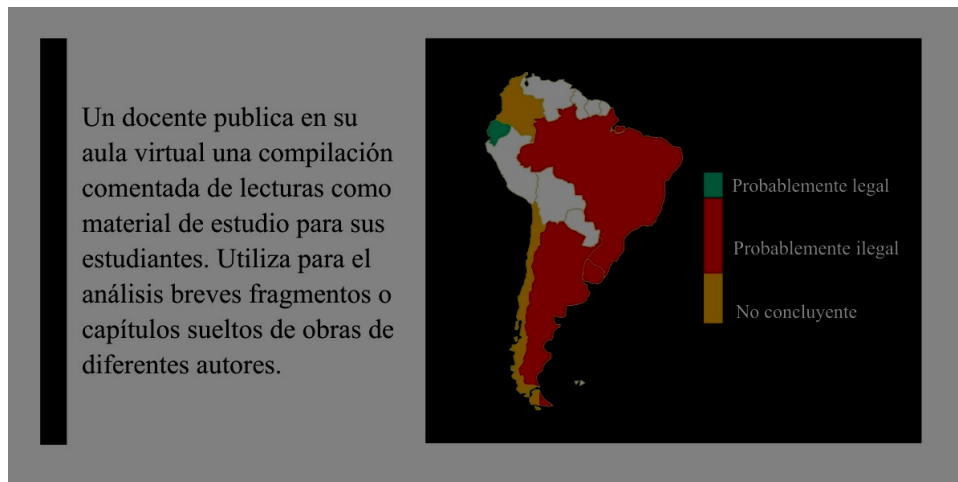 Un docente publica en su
aula virtual una compilación
comentada de lecturas como
material de estudio para sus
estudiantes. Utiliza para el
análisis breves fragmentos o
capítulos sueltos de obras de
diferentes autores.
Probablemente legal
Probablemente ilegal
No concluyente